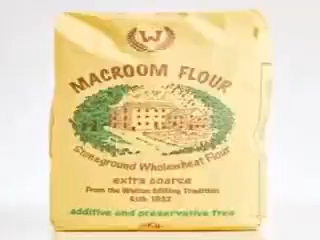 W
MACROOM FLOUR
Stoneground Wholewheat Flour
extra coarse
From the Walton Milling Tradition
Estb. 1832
additive and preservative free